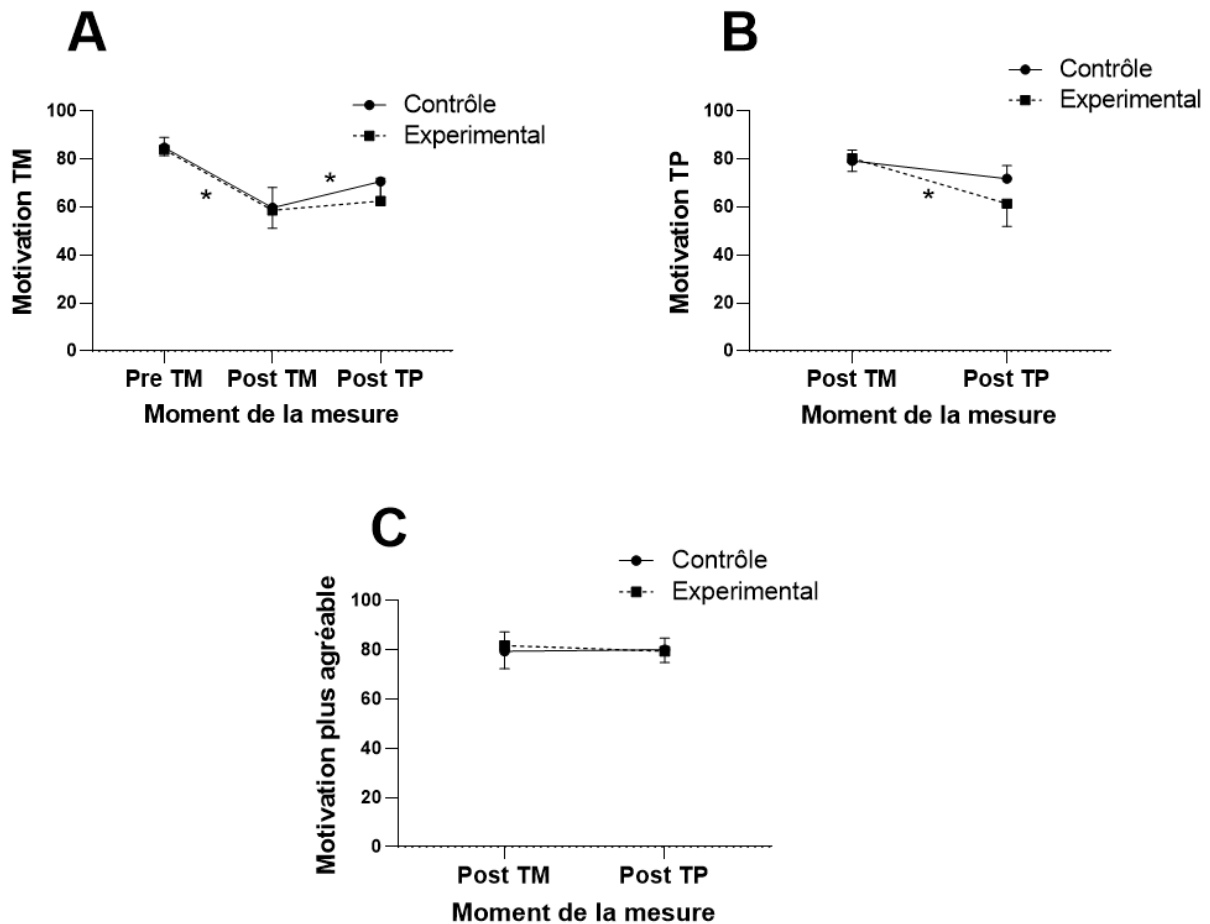 A
Contrôle
Experimental
Motivation TM
100
80
60
40
20
0
*
*
Pre TM Post TM Post TP
Moment de la mesure
B
Contrôle
Experimental
Motivation TP
100
80
60
40
20
0
*
Post TM Post TP
Moment de la mesure
C
Contrôle
Experimental
Motivation plus agréable
100
80
60
40
20
0
Post TM Post TP
Moment de la mesure